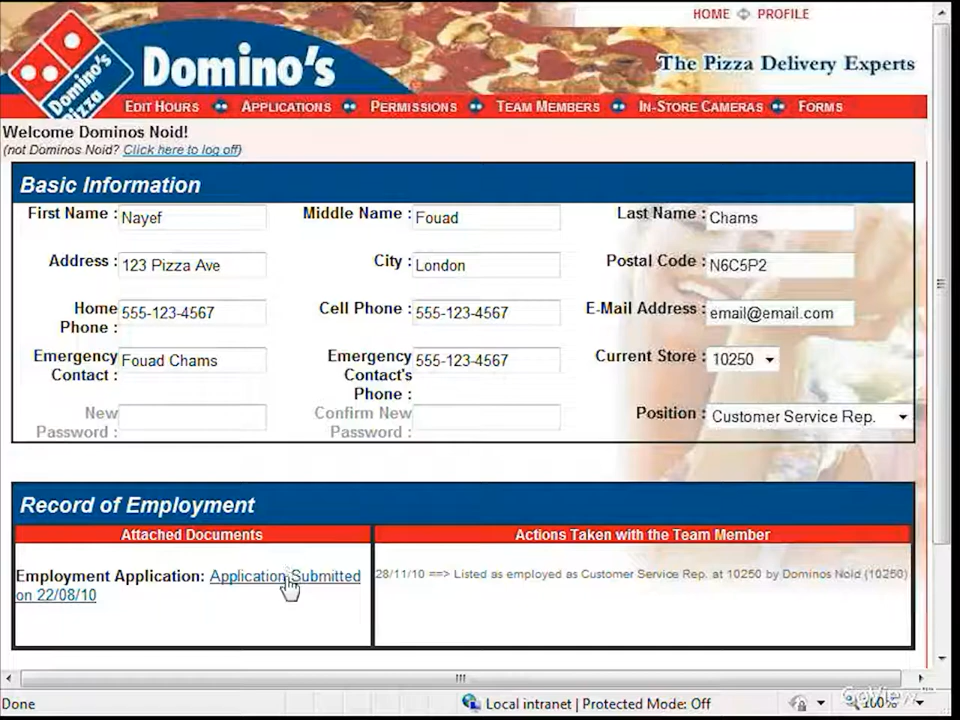 HOME PROFILE
Domino's
Domino's Pizza
The Pizza Delivery Experts
EDIT HOURS APPLICATIONS PERMISSIONS TEAM MEMBERS IN-STORE CAMERAS FORMS
Welcome Dominos Noid!
(not Dominos Noid? Click here to log off)
Basic Information
First Name : Nayef Middle Name : Fouad Last Name : Chams
Address : 123 Pizza Ave City : London Postal Code : N6C5P2
Home Phone : 555-123-4567 Cell Phone : 555-123-4567 E-Mail Address : email@email.com
Emergency Contact : Fouad Chams Emergency Contact's Phone : 555-123-4567 Current Store : 10250
New Password : Confirm New Password : Position : Customer Service Rep.
Record of Employment
Attached Documents Actions Taken with the Team Member
Employment Application: Application Submitted on 22/08/10
28/11/10 ==> Listed as employed as Customer Service Rep. at 10250 by Dominos Noid (10250)
Done Local intranet | Protected Mode: Off 100%
GoView